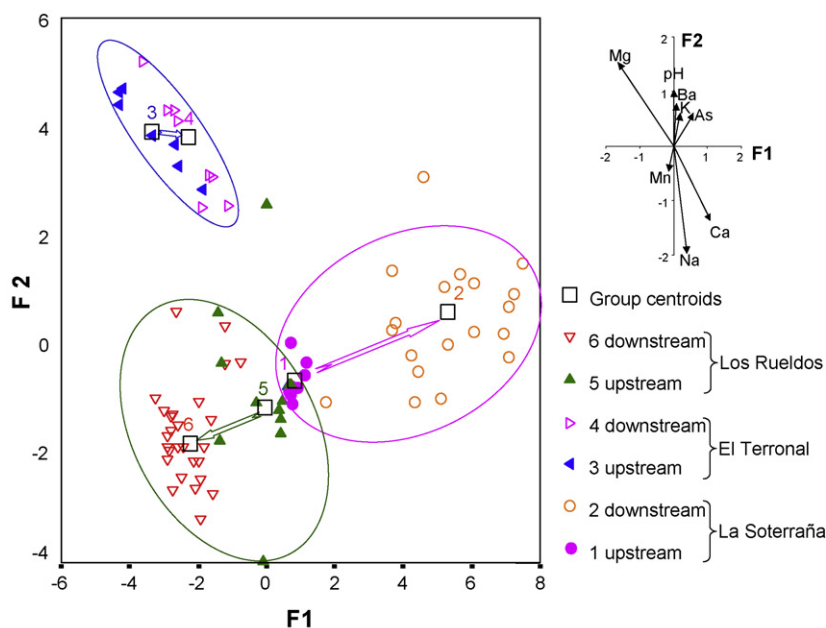 6
4
2
0
-2
-4
F 2
-6
-4
-2
0
2
4
6
8
F1
3
4
2
1
5
6
2
F2
Mg
pH
1
Ba
K
As
-2
-1
1
2
F1
Mn
-1
Ca
-2
Na
Group centroids
6 downstream
5 upstream
Los Rueldos
4 downstream
3 upstream
El Terronal
2 downstream
1 upstream
La Soterraña